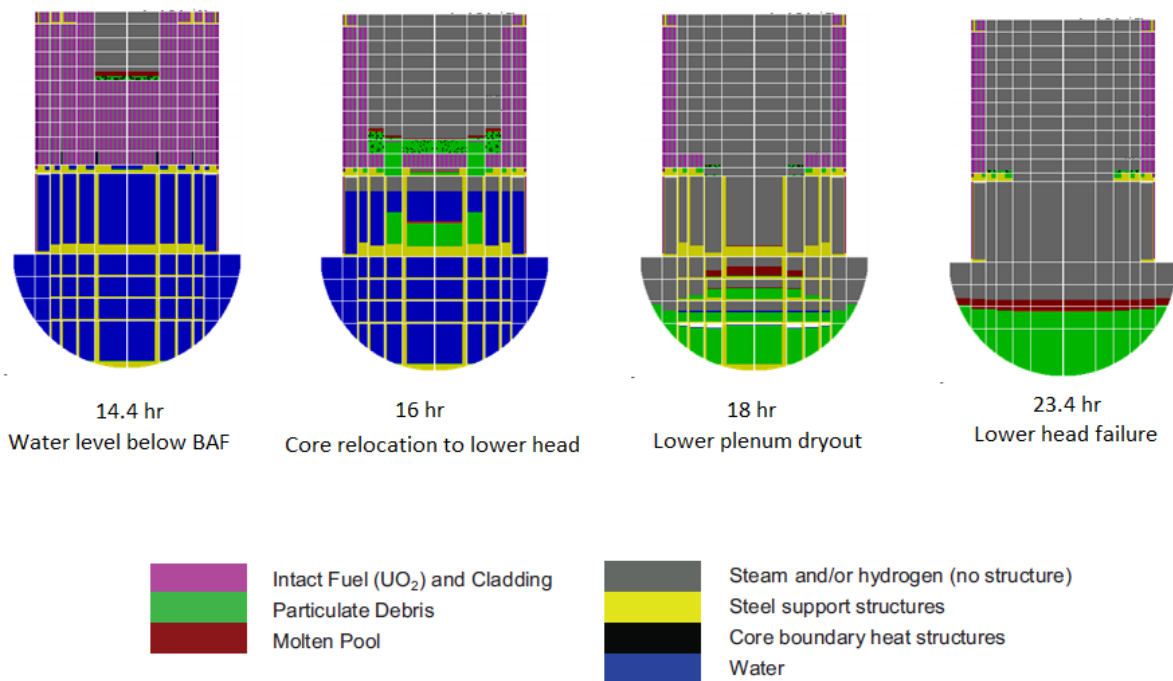 14.4 hr
Water level below BAF
16 hr
Core relocation to lower head
18 hr
Lower plenum dryout
23.4 hr
Lower head failure
Intact Fuel (UO₂) and Cladding
Particulate Debris
Molten Pool
Steam and/or hydrogen (no structure)
Steel support structures
Core boundary heat structures
Water